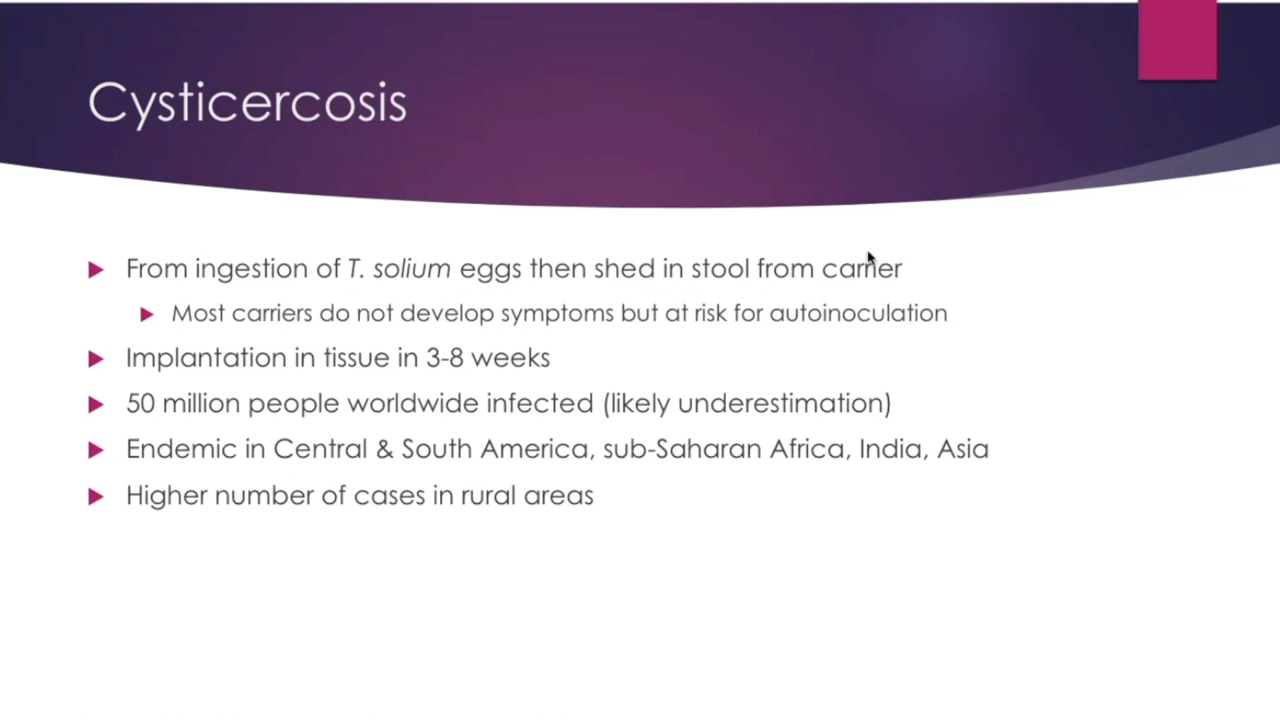 Cysticercosis
From ingestion of T. solium eggs then shed in stool from carrier
Most carriers do not develop symptoms but at risk for autoinoculation
Implantation in tissue in 3-8 weeks
50 million people worldwide infected (likely underestimation)
Endemic in Central & South America, sub-Saharan Africa, India, Asia
Higher number of cases in rural areas